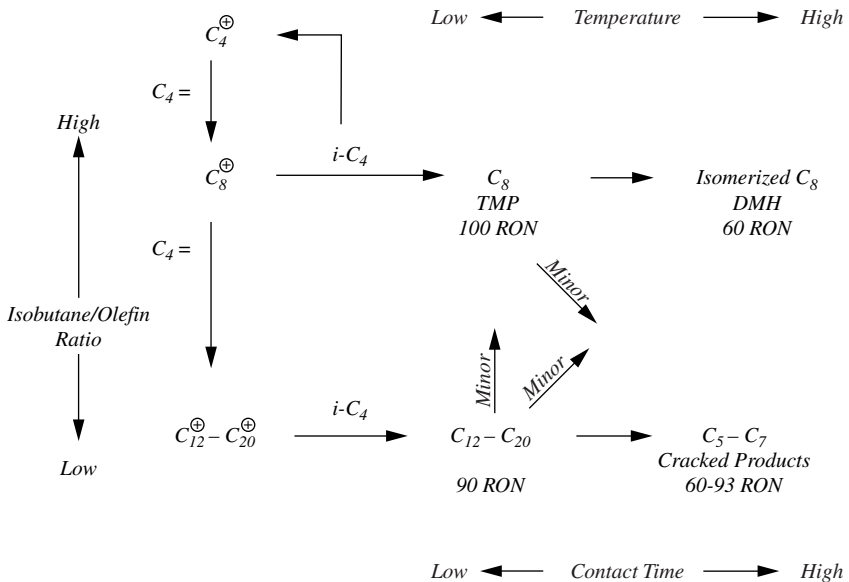 Low Temperature High
C4⊕
C4 =
High
i-C4
C8⊕
C8
TMP
100 RON
Isomerized C8
DMH
60 RON
C4 =
Minor
Isobutane/Olefin
Ratio
Minor
Minor
i-C4
C12⊕ – C20⊕
C12 – C20
C5 – C7
Cracked Products
Low
90 RON
60-93 RON
Low Contact Time High